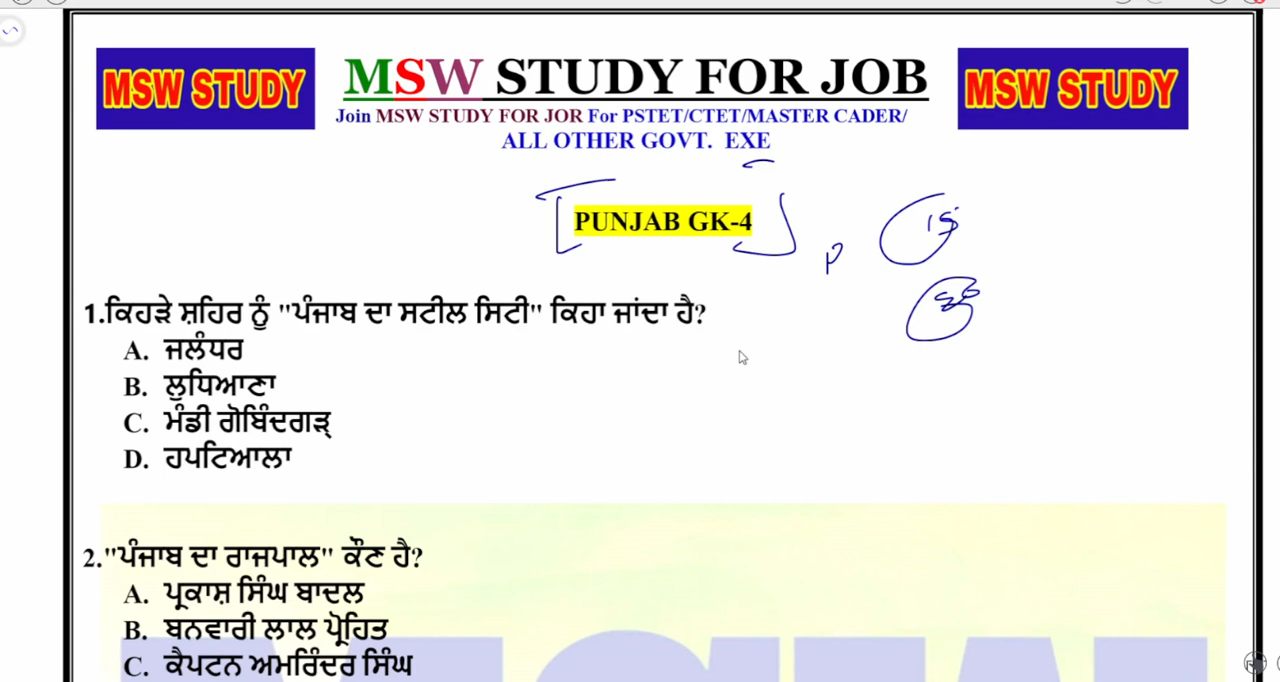 MSW STUDY
MSW STUDY FOR JOB
MSW STUDY
Join MSW STUDY FOR JOR For PSTET/CTET/MASTER CADER/
ALL OTHER GOVT. EXE
PUNJAB GK-4
P
15
1.ਕਿਹੜੇ ਸ਼ਹਿਰ ਨੂੰ "ਪੰਜਾਬ ਦਾ ਸਟੀਲ ਸਿਟੀ" ਕਿਹਾ ਜਾਂਦਾ ਹੈ?
A. ਜਲੰਧਰ
B. ਲੁਧਿਆਣਾ
C. ਮੰਡੀ ਗੋਬਿੰਦਗੜ੍ਹ
D. ਹਪਟਿਆਲਾ
2."ਪੰਜਾਬ ਦਾ ਰਾਜਪਾਲ" ਕੌਣ ਹੈ?
A. ਪ੍ਰਕਾਸ਼ ਸਿੰਘ ਬਾਦਲ
B. ਬਨਵਾਰੀ ਲਾਲ ਪ੍ਰੋਹਿਤ
C. ਕੈਪਟਨ ਅਮਰਿੰਦਰ ਸਿੰਘ